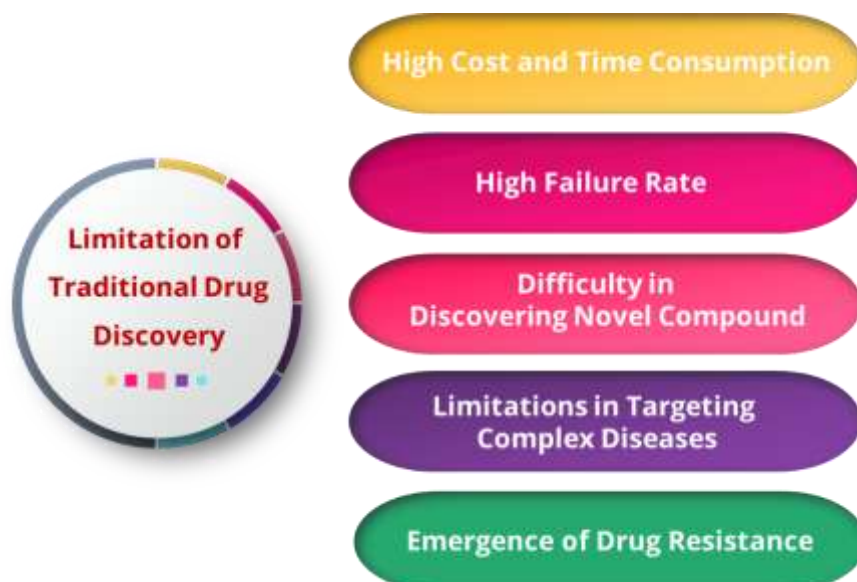 Limitation of
Traditional Drug
Discovery
High Cost and Time Consumption
High Failure Rate
Difficulty in
Discovering Novel Compound
Limitations in Targeting
Complex Diseases
Emergence of Drug Resistance